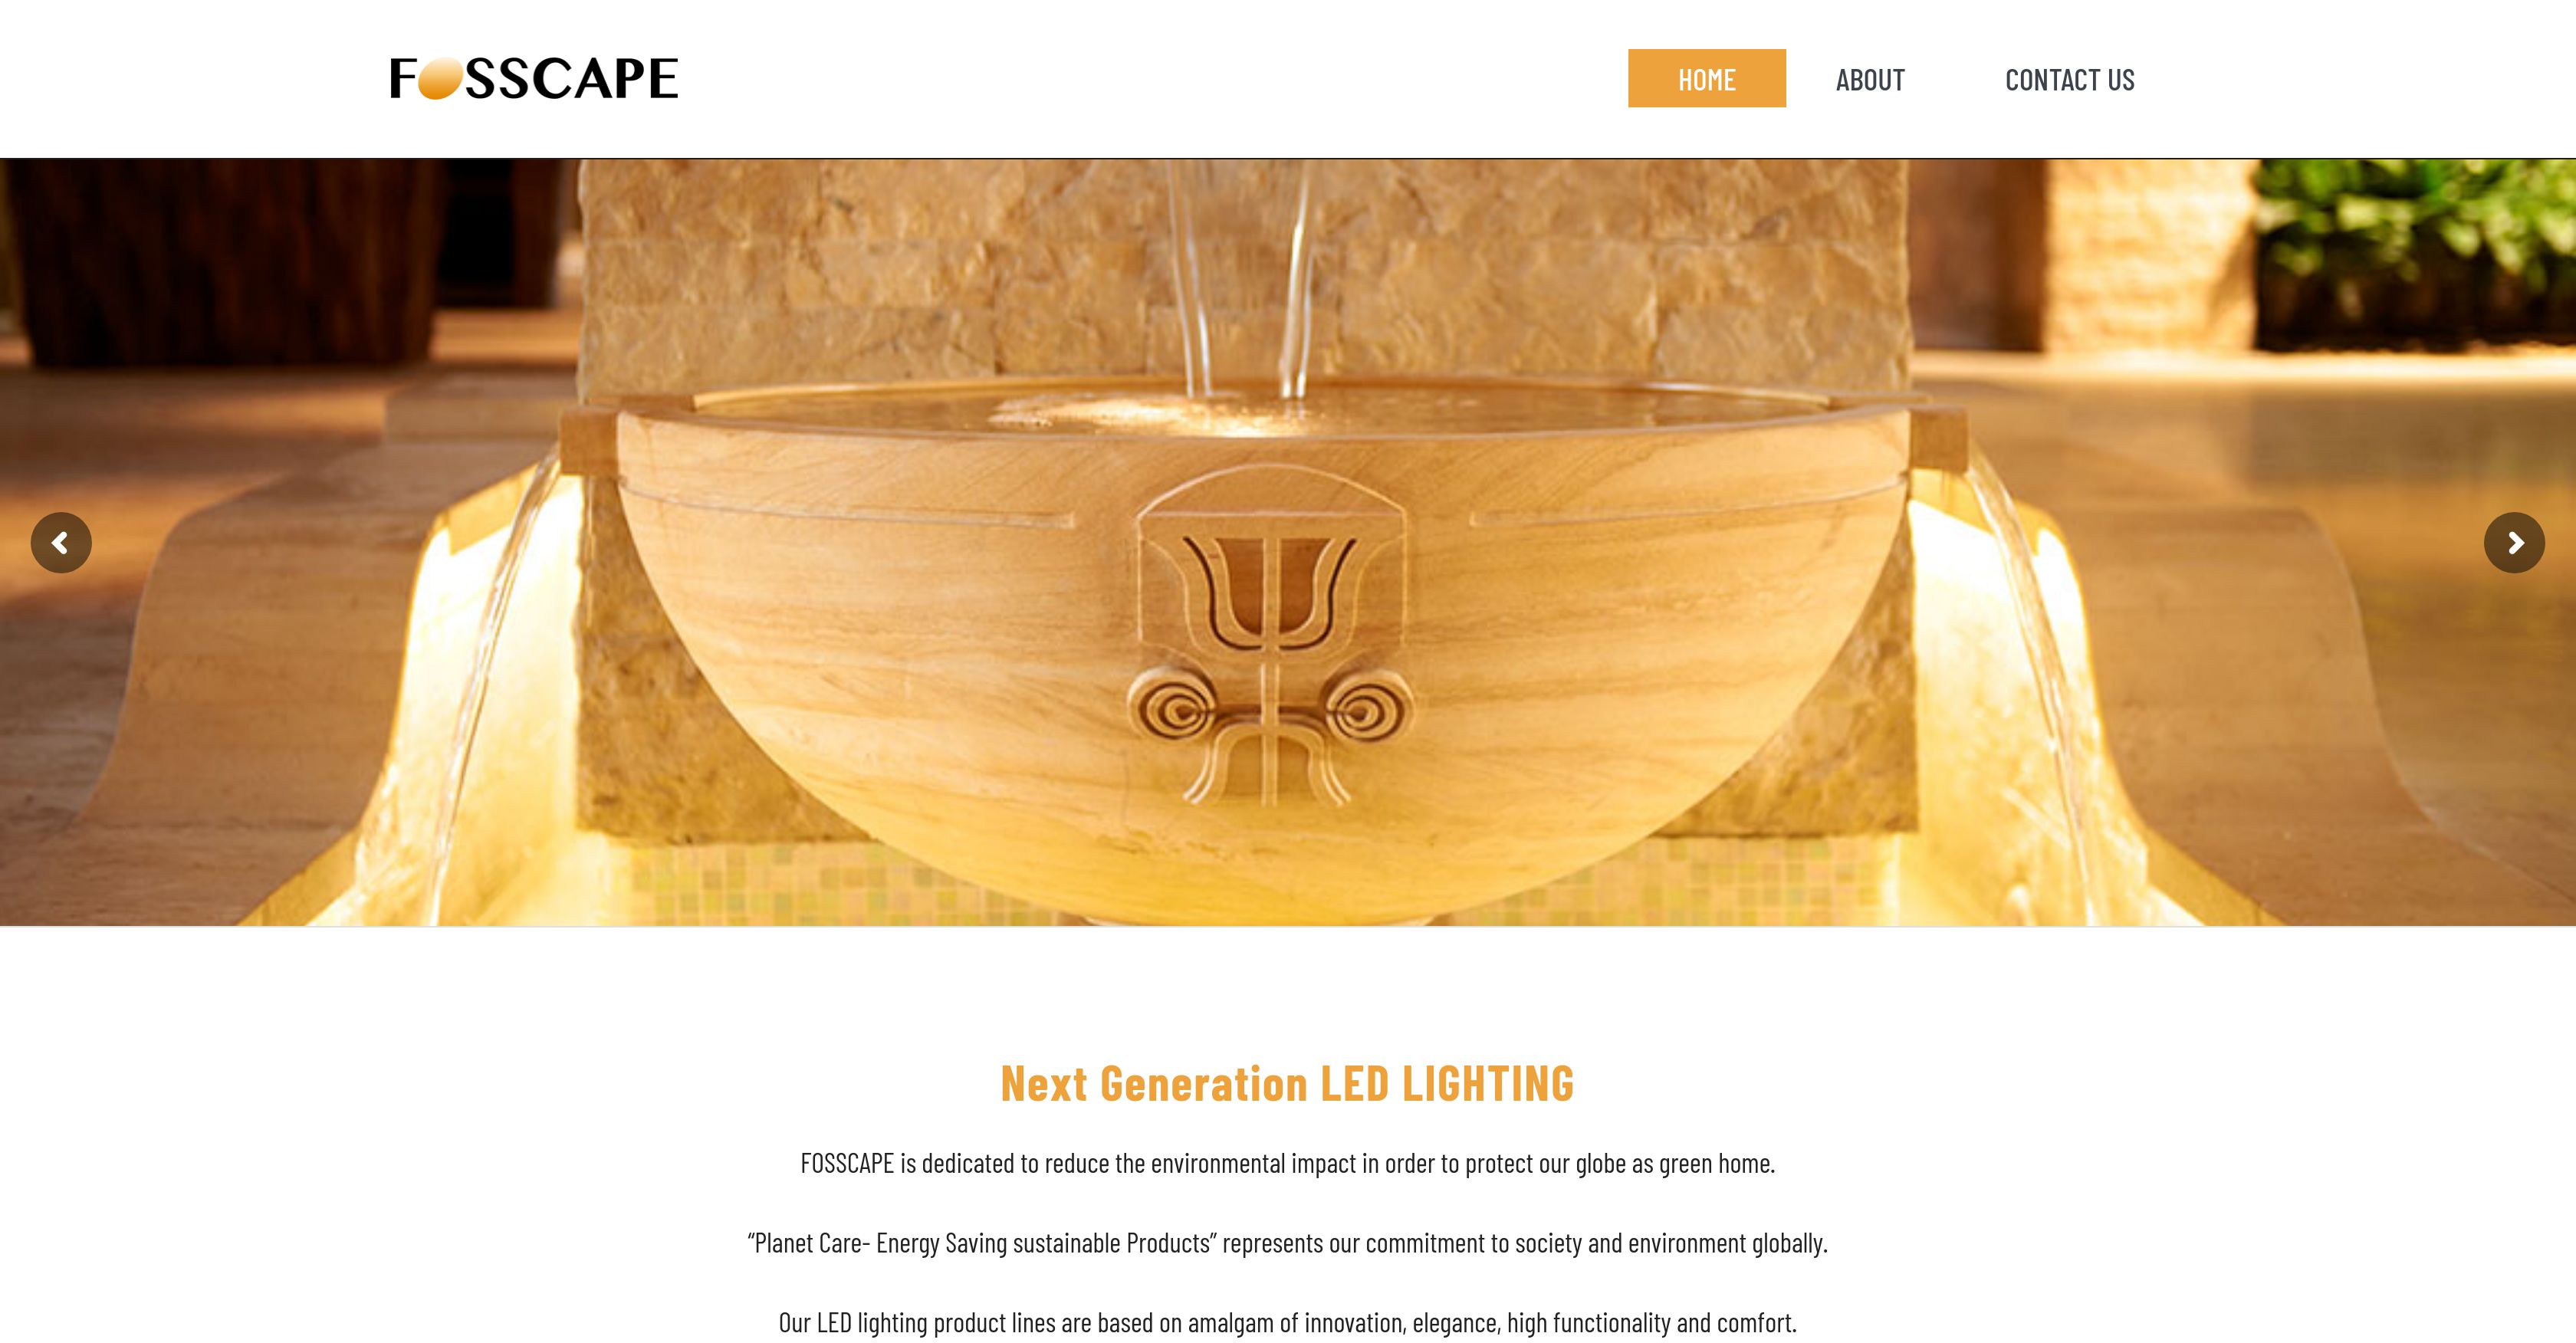 FOSSCAPE
HOME
ABOUT
CONTACT US
Next Generation LED LIGHTING
FOSSCAPE is dedicated to reduce the environmental impact in order to protect our globe as green home.
“Planet Care- Energy Saving sustainable Products” represents our commitment to society and environment globally.
Our LED lighting product lines are based on amalgam of innovation, elegance, high functionality and comfort.